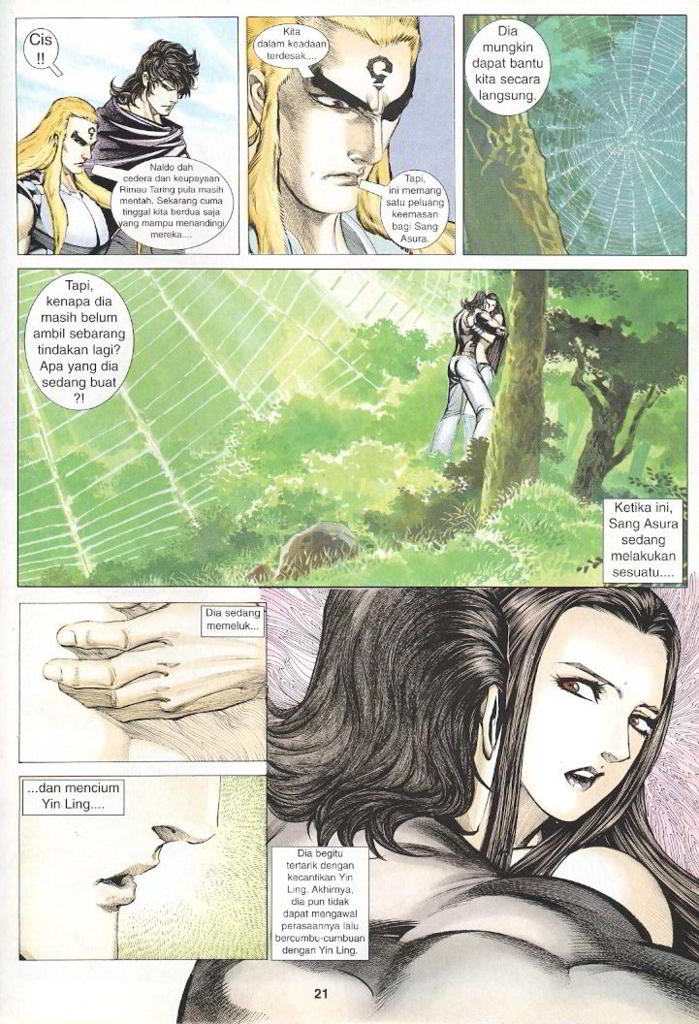 Cis
!!
Naldo dah
cedera dan keupayaan
Rimau Taring pula masih
mentah. Sekarang cuma
tinggal kita berdua saja
yang mampu menandingi
mereka....
Kita
dalam keadaan
terdesak....
Tapi,
ini memang
satu peluang
keemasan
bagi Sang
Asura.
Dia
mungkin
dapat bantu
kita secara
langsung.
Tapi,
kenapa dia
masih belum
ambil sebarang
tindakan lagi?
Apa yang dia
sedang buat
?!
Ketika ini,
Sang Asura
sedang
melakukan
sesuatu....
Dia sedang
memeluk...
...dan mencium
Yin Ling....
Dia begitu
tertarik dengan
kecantikan Yin
Ling. Akhirnya,
dia pun tidak
dapat mengawal
perasaannya lalu
bercumbu-cumbuan
dengan Yin Ling.
21